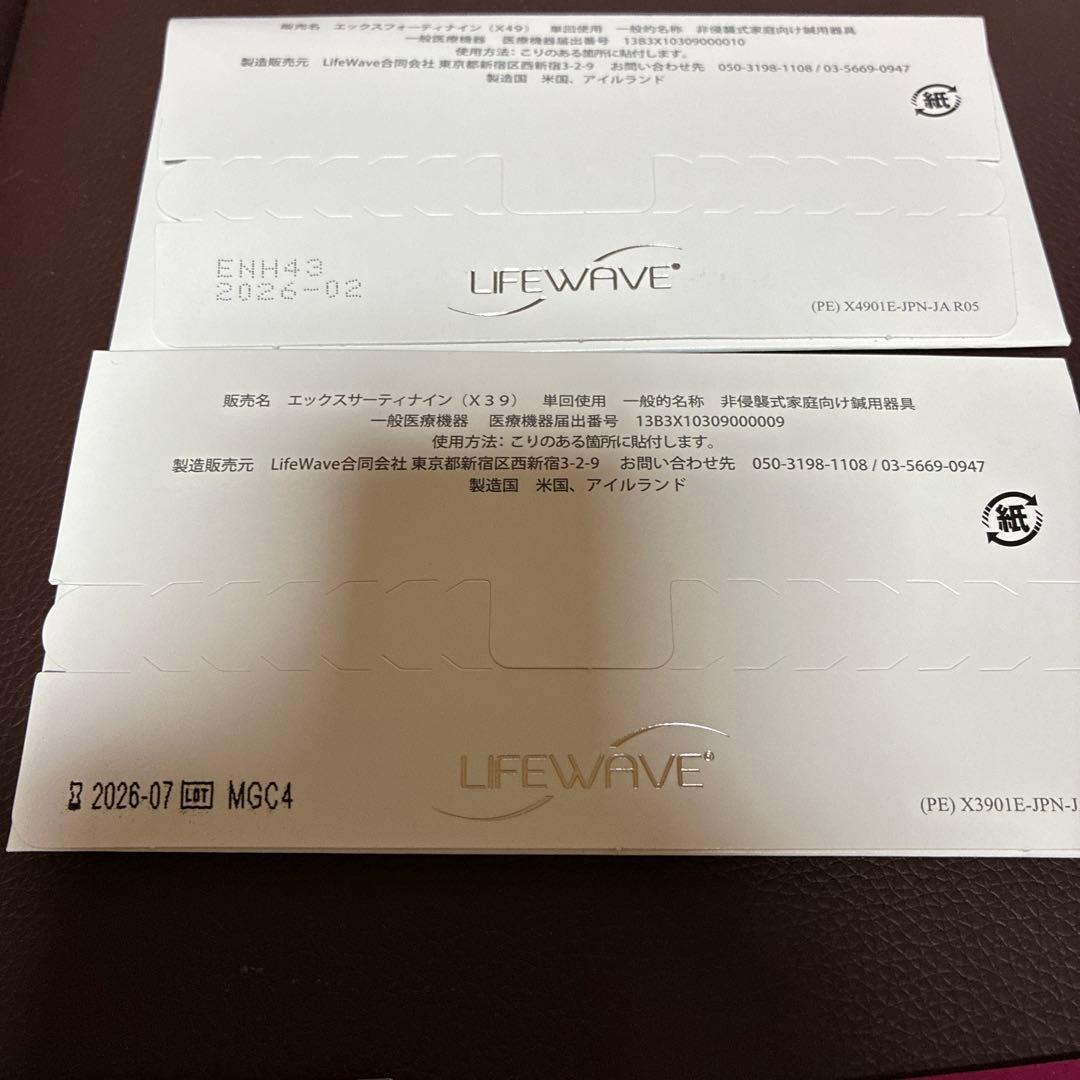 販売名　エックスフォーティナイン（X49）　単回使用　一般的名称　非侵襲式家庭向け鍼用器具
一般医療機器　医療機器届出番号　13B3X10309000010
使用方法：こりのある箇所に貼付します。
製造販売元　LifeWave合同会社 東京都新宿区西新宿3-2-9　お問い合わせ先　050-3198-1108 / 03-5669-0947
製造国　米国、アイルランド
紙
ENH43
2026-02
LIFEWAVE®
(PE) X4901E-JPN-JA R05
販売名　エックスサーティナイン（X39）　単回使用　一般的名称　非侵襲式家庭向け鍼用器具
一般医療機器　医療機器届出番号　13B3X10309000009
使用方法：こりのある箇所に貼付します。
製造販売元　LifeWave合同会社 東京都新宿区西新宿3-2-9　お問い合わせ先　050-3198-1108 / 03-5669-0947
製造国　米国、アイルランド
紙
LIFEWAVE®
2026-07 LOT MGC4
(PE) X3901E-JPN-J